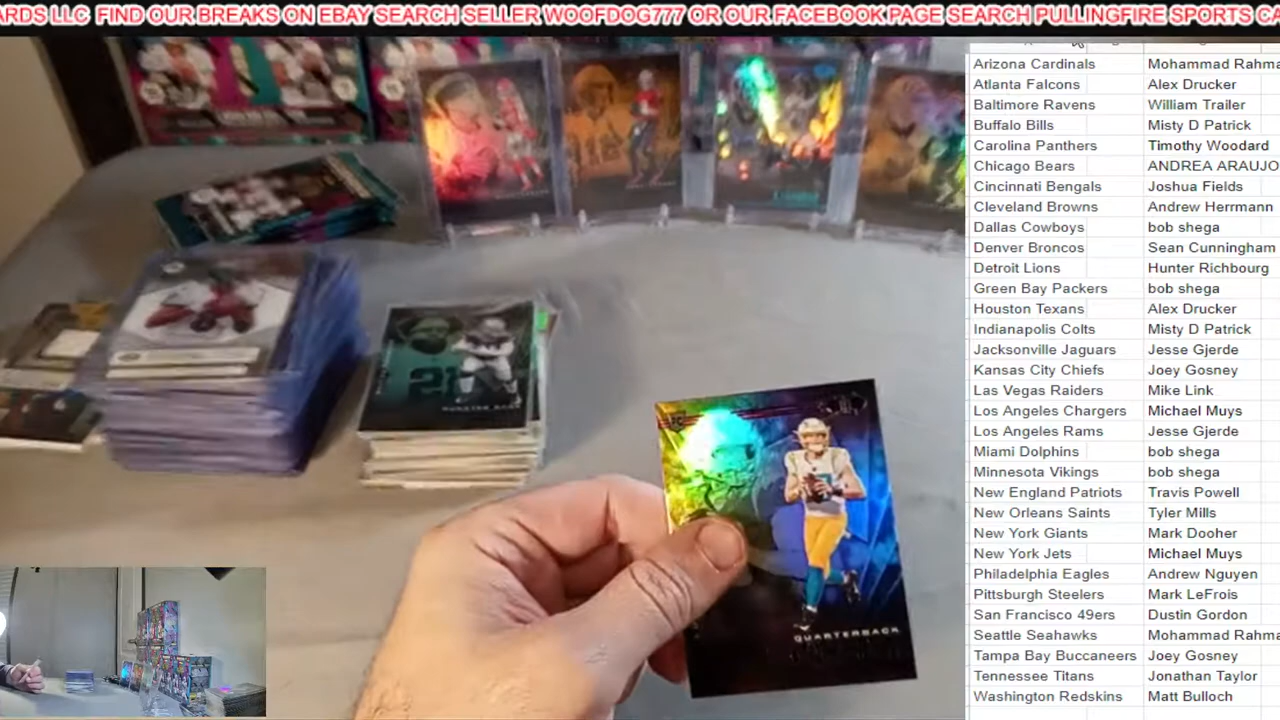 ARDS LLC FIND OUR BREAKS ON EBAY SEARCH SELLER WOOFDOG777 OR OUR FACEBOOK PAGE SEARCH PULLINGFIRE SPORTS CA
Arizona Cardinals Mohammad Rahma
Atlanta Falcons Alex Drucker
Baltimore Ravens William Trailer
Buffalo Bills Misty D Patrick
Carolina Panthers Timothy Woodard
Chicago Bears ANDREA ARAUJO
Cincinnati Bengals Joshua Fields
Cleveland Browns Andrew Herrmann
Dallas Cowboys bob shega
Denver Broncos Sean Cunningham
Detroit Lions Hunter Richbourg
Green Bay Packers bob shega
Houston Texans Alex Drucker
Indianapolis Colts Misty D Patrick
Jacksonville Jaguars Jesse Gjerde
Kansas City Chiefs Joey Gosney
Las Vegas Raiders Mike Link
Los Angeles Chargers Michael Muys
Los Angeles Rams Jesse Gjerde
Miami Dolphins bob shega
Minnesota Vikings bob shega
New England Patriots Travis Powell
New Orleans Saints Tyler Mills
New York Giants Mark Dooher
New York Jets Michael Muys
Philadelphia Eagles Andrew Nguyen
Pittsburgh Steelers Mark LeFrois
San Francisco 49ers Dustin Gordon
Seattle Seahawks Mohammad Rahma
Tampa Bay Buccaneers Joey Gosney
Tennessee Titans Jonathan Taylor
Washington Redskins Matt Bulloch
21
RC
QUARTERBACK